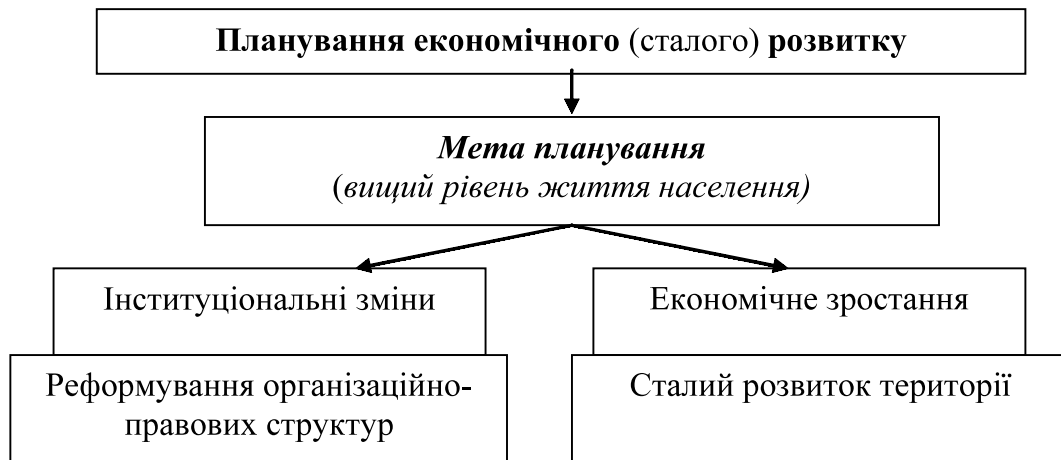 Планування економічного (сталого) розвитку
Мета планування
(вищий рівень життя населення)
Інституціональні зміни
Економічне зростання
Реформування організаційно-
правових структур
Сталий розвиток території